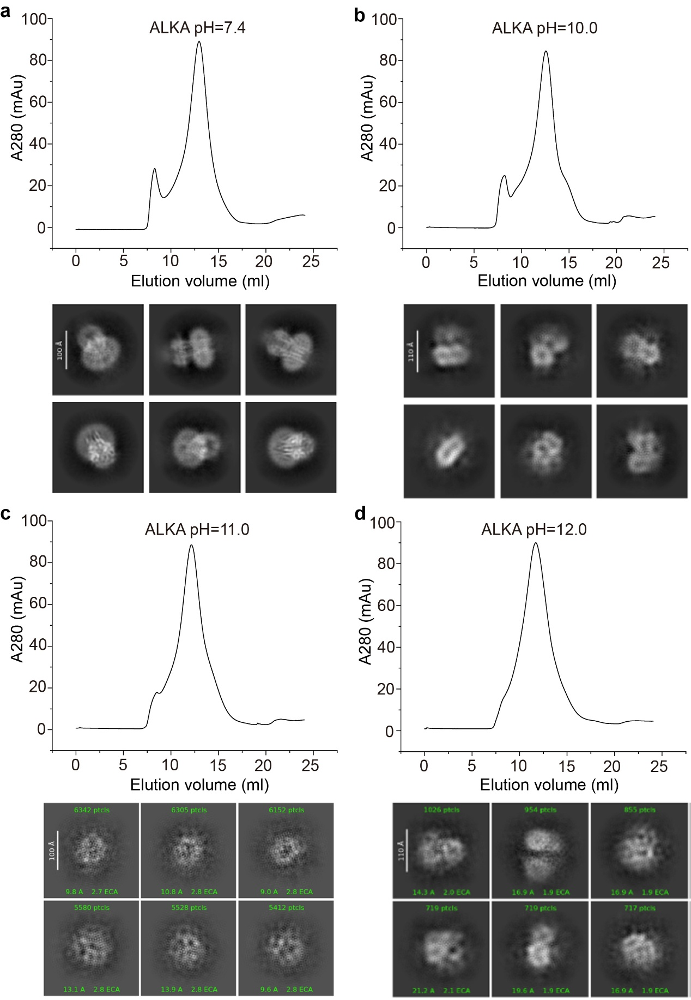 a
ALKA pH=7.4
100
80
60
40
20
0
A280 (mAu)
0 5 10 15 20 25
Elution volume (ml)
100 Å
b
ALKA pH=10.0
100
80
60
40
20
0
A280 (mAu)
0 5 10 15 20 25
Elution volume (ml)
110 Å
c
ALKA pH=11.0
100
80
60
40
20
0
A280 (mAu)
0 5 10 15 20 25
Elution volume (ml)
100 Å
6342 ptcls 6305 ptcls 6152 ptcls
9.8 A 2.7 ECA 10.8 A 2.8 ECA 9.0 A 2.8 ECA
5580 ptcls 5528 ptcls 5412 ptcls
13.1 A 2.8 ECA 13.9 A 2.8 ECA 9.6 A 2.8 ECA
d
ALKA pH=12.0
100
80
60
40
20
0
A280 (mAu)
0 5 10 15 20 25
Elution volume (ml)
110 Å
1026 ptcls 954 ptcls 855 ptcls
14.3 A 2.0 ECA 16.9 A 1.9 ECA 16.9 A 1.9 ECA
719 ptcls 719 ptcls 717 ptcls
21.2 A 2.1 ECA 19.6 A 1.9 ECA 16.9 A 1.9 ECA